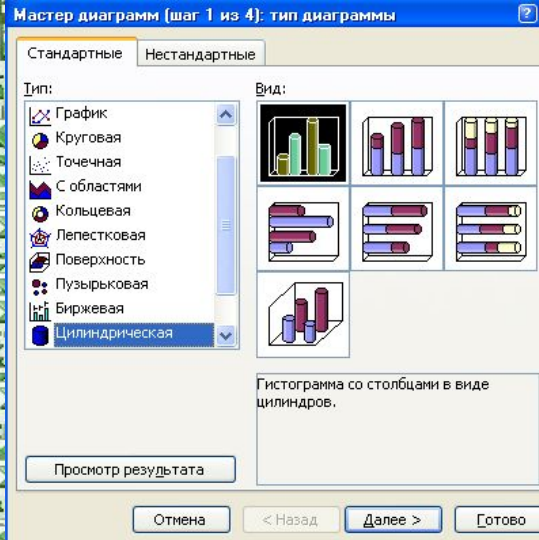 Мастер диаграмм (шаг 1 из 4): тип диаграммы
Стандартные
Нестандартные
Тип:
График
Круговая
Точечная
С областями
Кольцевая
Лепестковая
Поверхность
Пузырьковая
Биржевая
Цилиндрическая
Вид:
Гистограмма со столбцами в виде
цилиндров.
Просмотр результата
Отмена
< Назад
Далее >
Готово